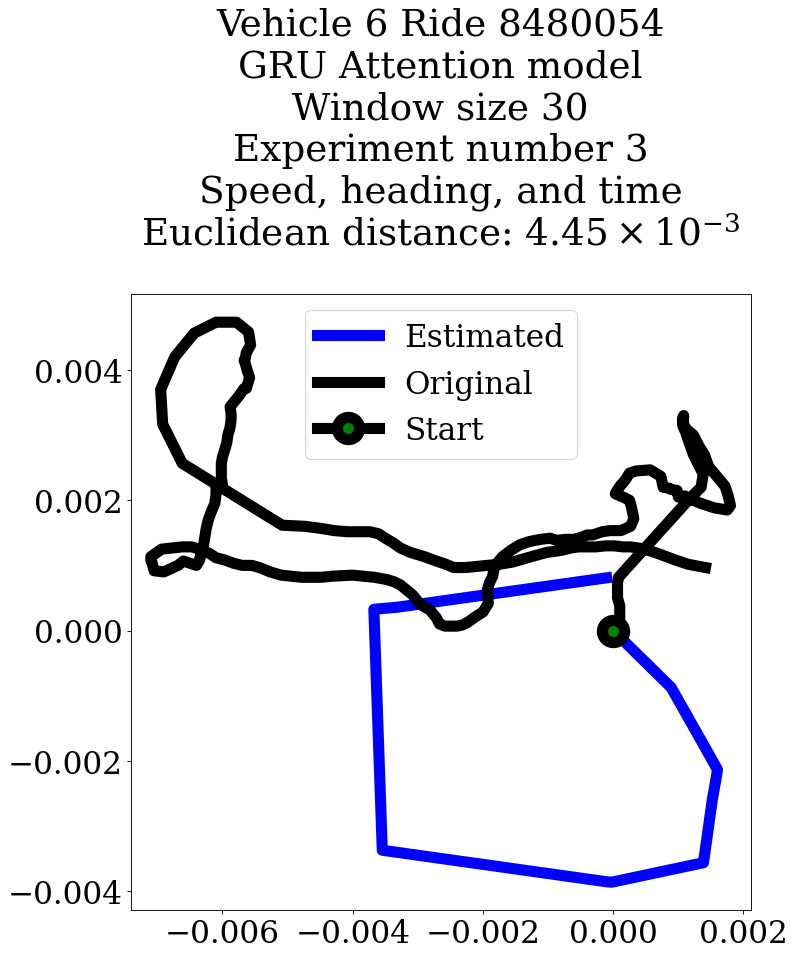 Vehicle 6 Ride 8480054
GRU Attention model
Window size 30
Experiment number 3
Speed, heading, and time
Euclidean distance: 4.45 × 10⁻³
Estimated
Original
Start
0.004
0.002
0.000
−0.002
−0.004
−0.006 −0.004 −0.002 0.000 0.002